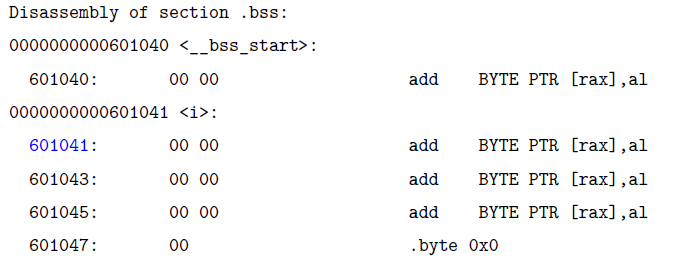 Disassembly of section .bss:
0000000000601040 <__bss_start>:
601040: 00 00 add BYTE PTR [rax],al
0000000000601041 <i>:
601041: 00 00 add BYTE PTR [rax],al
601043: 00 00 add BYTE PTR [rax],al
601045: 00 00 add BYTE PTR [rax],al
601047: 00 .byte 0x0